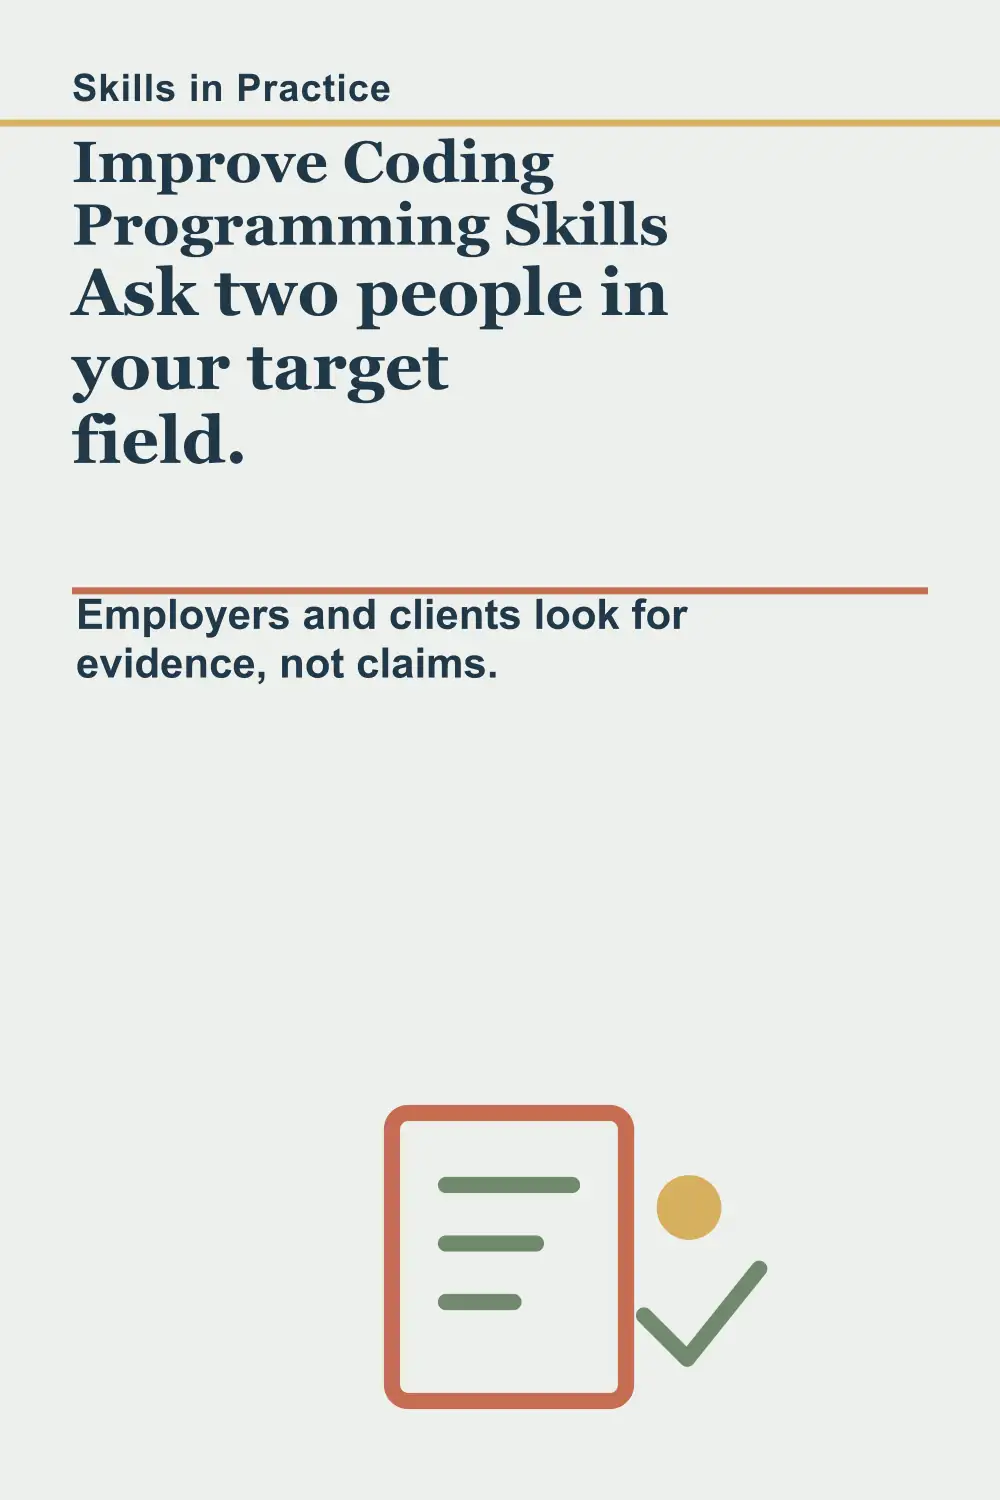 Skills in Practice
Improve Coding
Programming Skills
Ask two people in
your target
field.
Employers and clients look for
evidence, not claims.